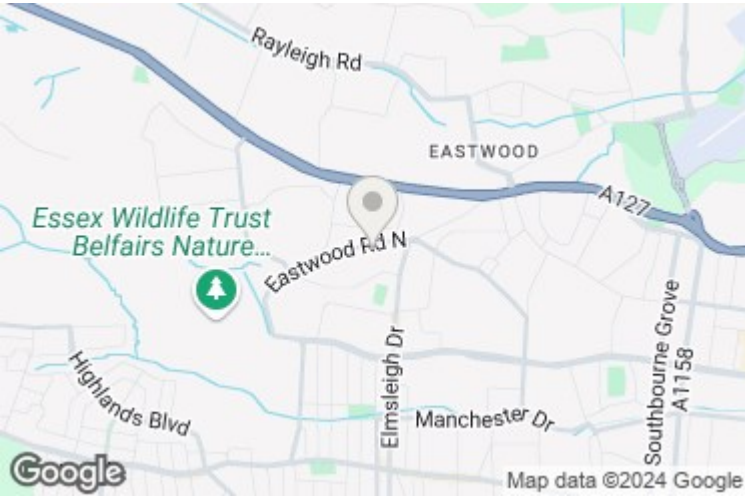 Rayleigh Rd
EASTWOOD
A127
Essex Wildlife Trust
Belfairs Nature...
Eastwood Rd N
Elmsleigh Dr
Southbourne Grove
A1158
Highlands Blvd
Manchester Dr
Google
Map data ©2024 Google